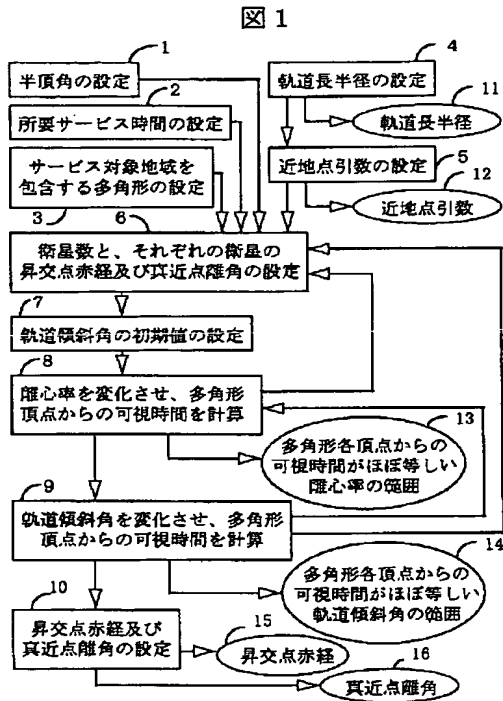 図1
1
半頂角の設定
2
所要サービス時間の設定
サービス対象地域を
包含する多角形の設定
3
4
軌道長半径の設定
11
軌道長半径
近地点引数の設定
5
12
近地点引数
6
衛星数と、それぞれの衛星の
昇交点赤経及び真近点離角の設定
7
軌道傾斜角の初期値の設定
8
離心率を変化させ、多角形
頂点からの可視時間を計算
13
多角形各頂点からの
可視時間がほぼ等しい
離心率の範囲
9
軌道傾斜角を変化させ、多角形
頂点からの可視時間を計算
14
多角形各頂点からの
可視時間がほぼ等しい
軌道傾斜角の範囲
10
昇交点赤経及び
真近点離角の設定
15
昇交点赤経
16
真近点離角